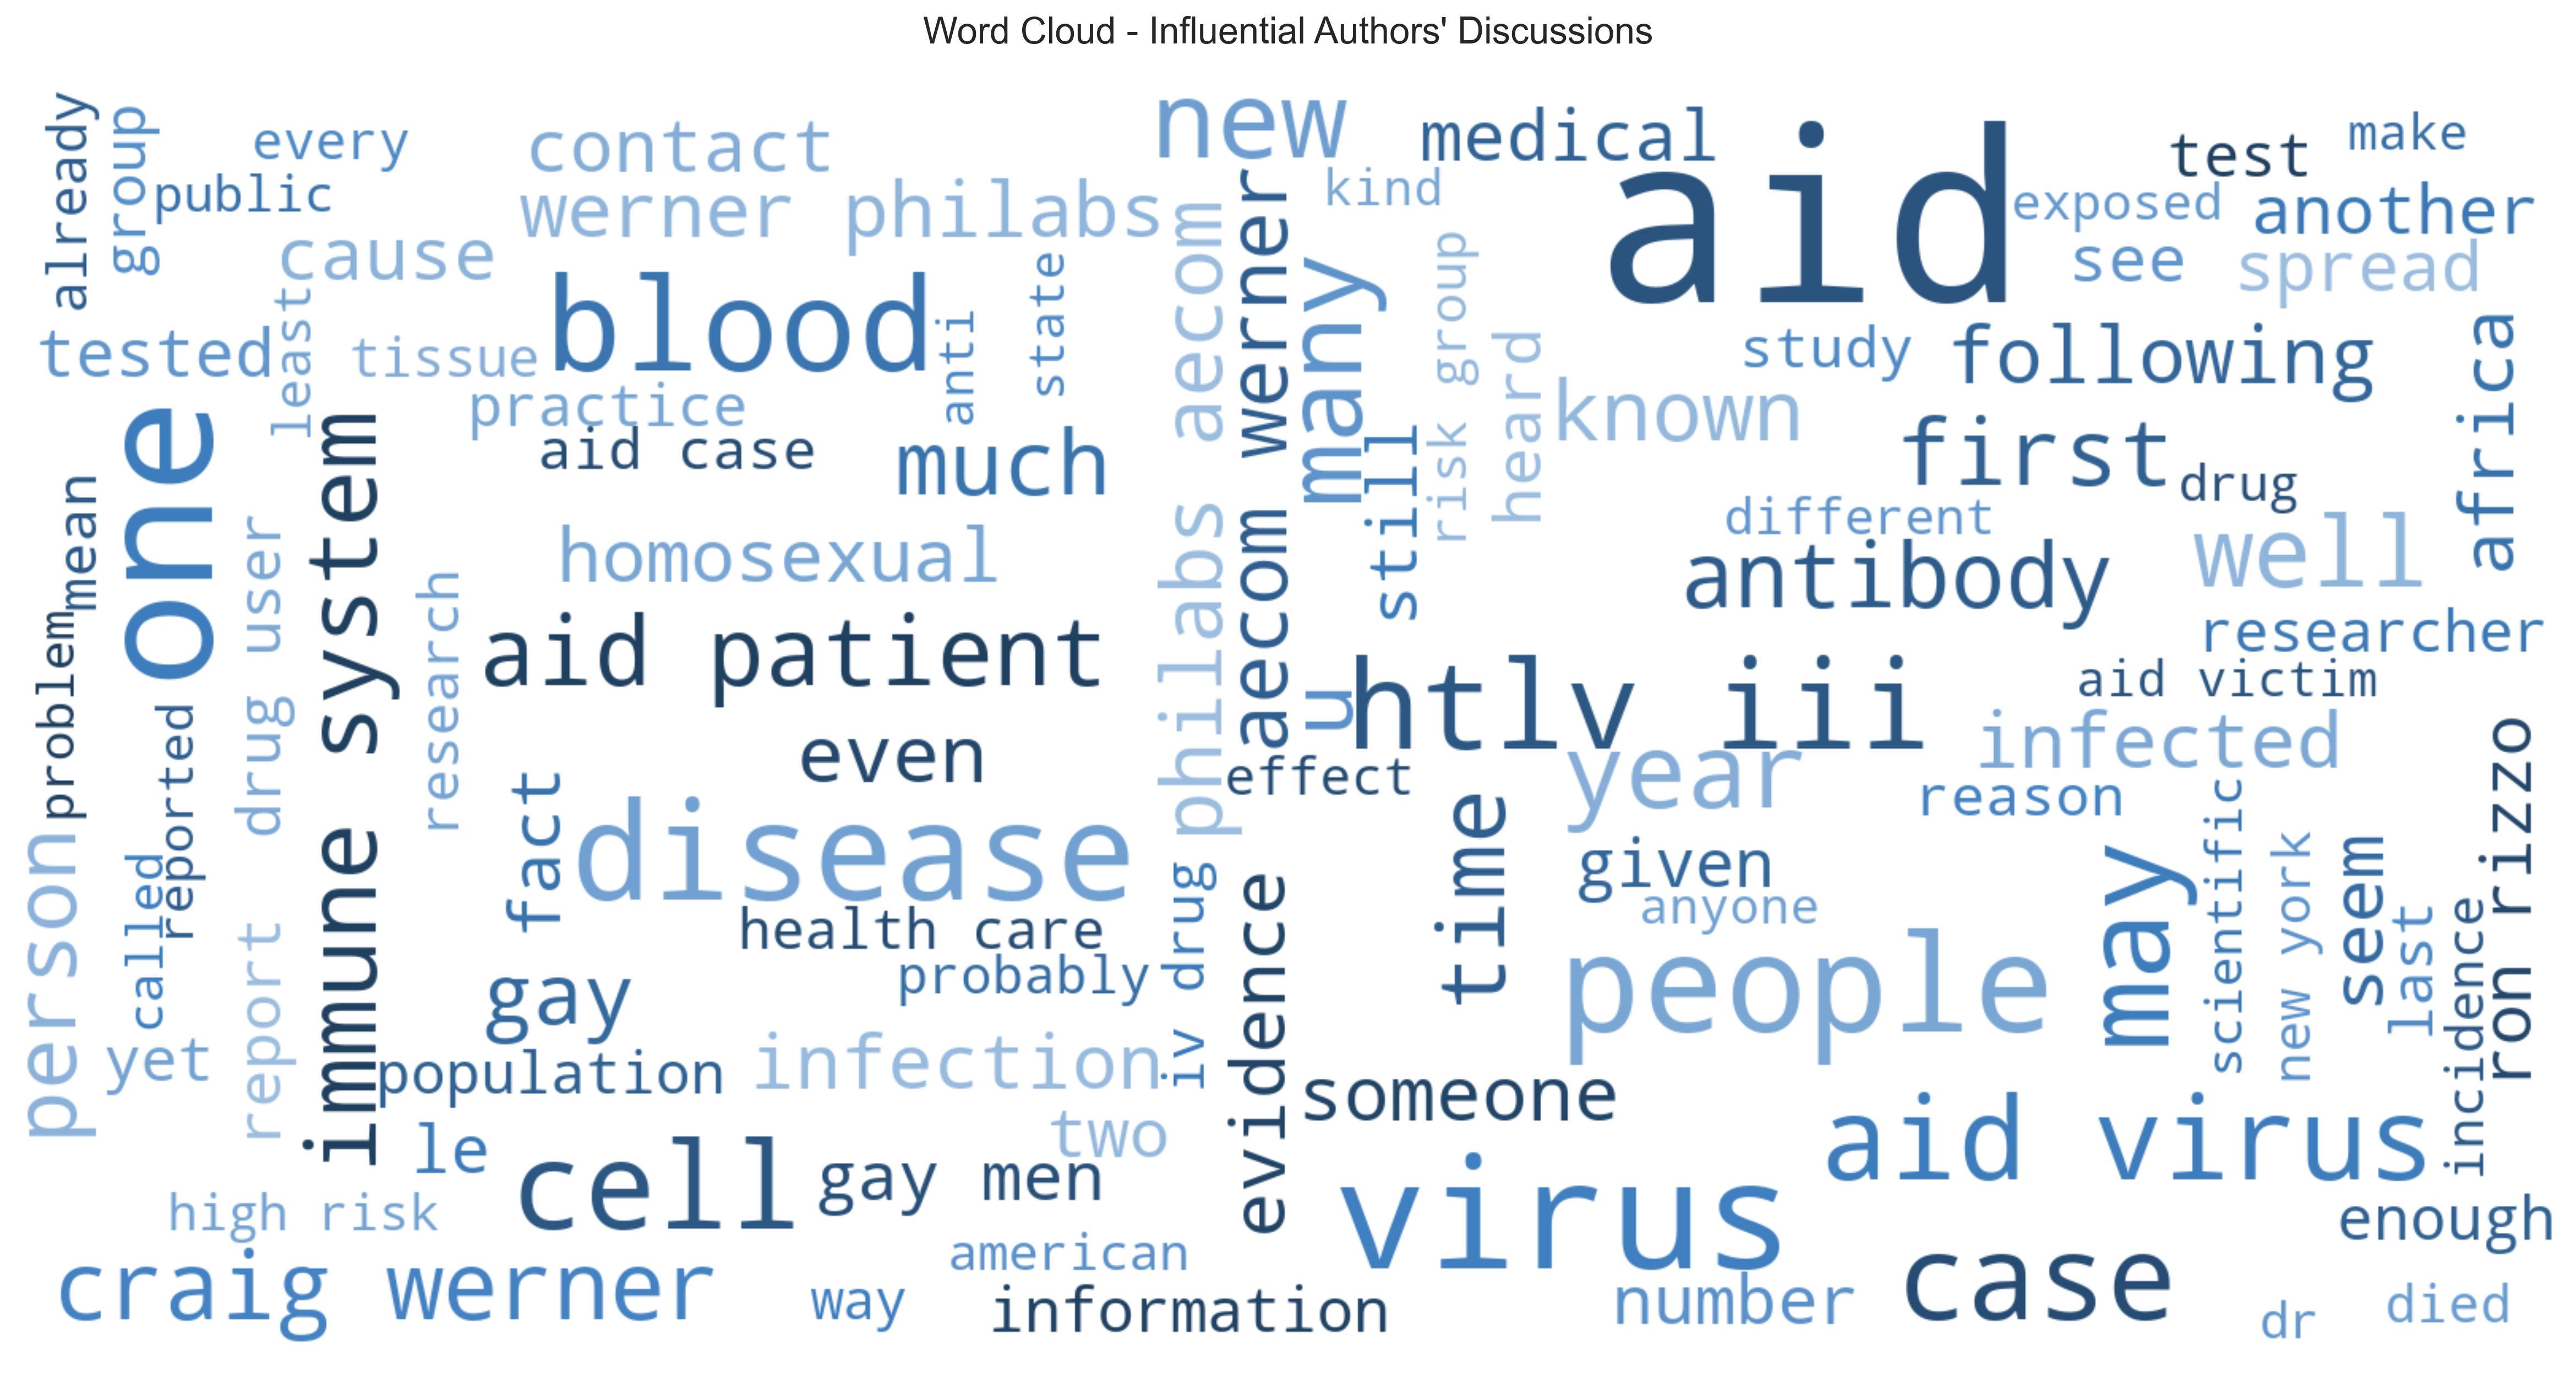 Word Cloud - Influential Authors' Discussions
already
group
every
public
contact
werner philabs
new
medical
kind
aid
test
make
exposed
another
see
spread
cause
least
tested
tissue
blood
anti
state
practice
aid case
much
philabs aecom
aecom werner
many
still
risk group
heard
known
study
following
first
drug
africa
different
antibody
well
researcher
aid victim
mean
one
problem
drug user
immune system
research
homosexual
aid patient
even
u
htlv iii
effect
year
infected
reason
reported
person
called
fact
disease
health care
probably
iv drug
evidence
time
given
anyone
people
may
scientific
new york
seem
last
incidence
ron rizzo
report
yet
gay
population
infection
two
someone
aid virus
le
cell
gay men
virus
high risk
american
craig werner
way
information
number
case
enough
dr
died